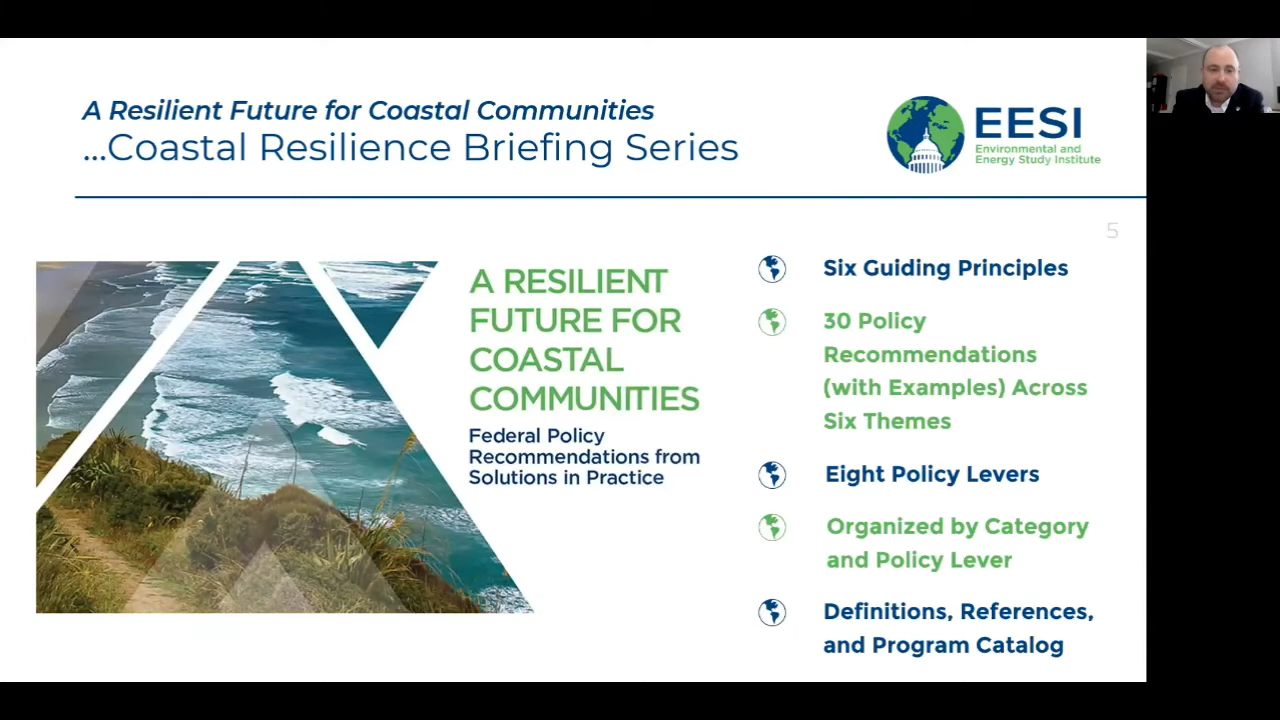 A Resilient Future for Coastal Communities
...Coastal Resilience Briefing Series
EESI
Environmental and
Energy Study Institute
5
A RESILIENT
FUTURE FOR
COASTAL
COMMUNITIES
Federal Policy
Recommendations from
Solutions in Practice
Six Guiding Principles
30 Policy
Recommendations
(with Examples) Across
Six Themes
Eight Policy Levers
Organized by Category
and Policy Lever
Definitions, References,
and Program Catalog